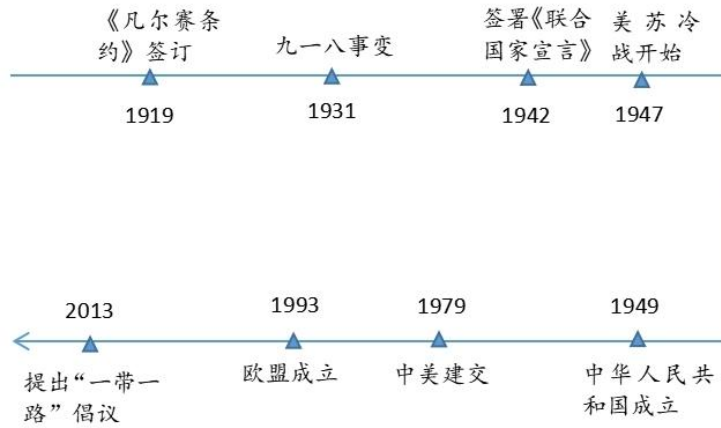 《凡尔赛条
约》签订
九一八事变
签署《联合
国家宣言》
美苏冷
战开始
1919
1931
1942
1947
2013
1993
1979
1949
提出“一带一
路”倡议
欧盟成立
中美建交
中华人民共
和国成立